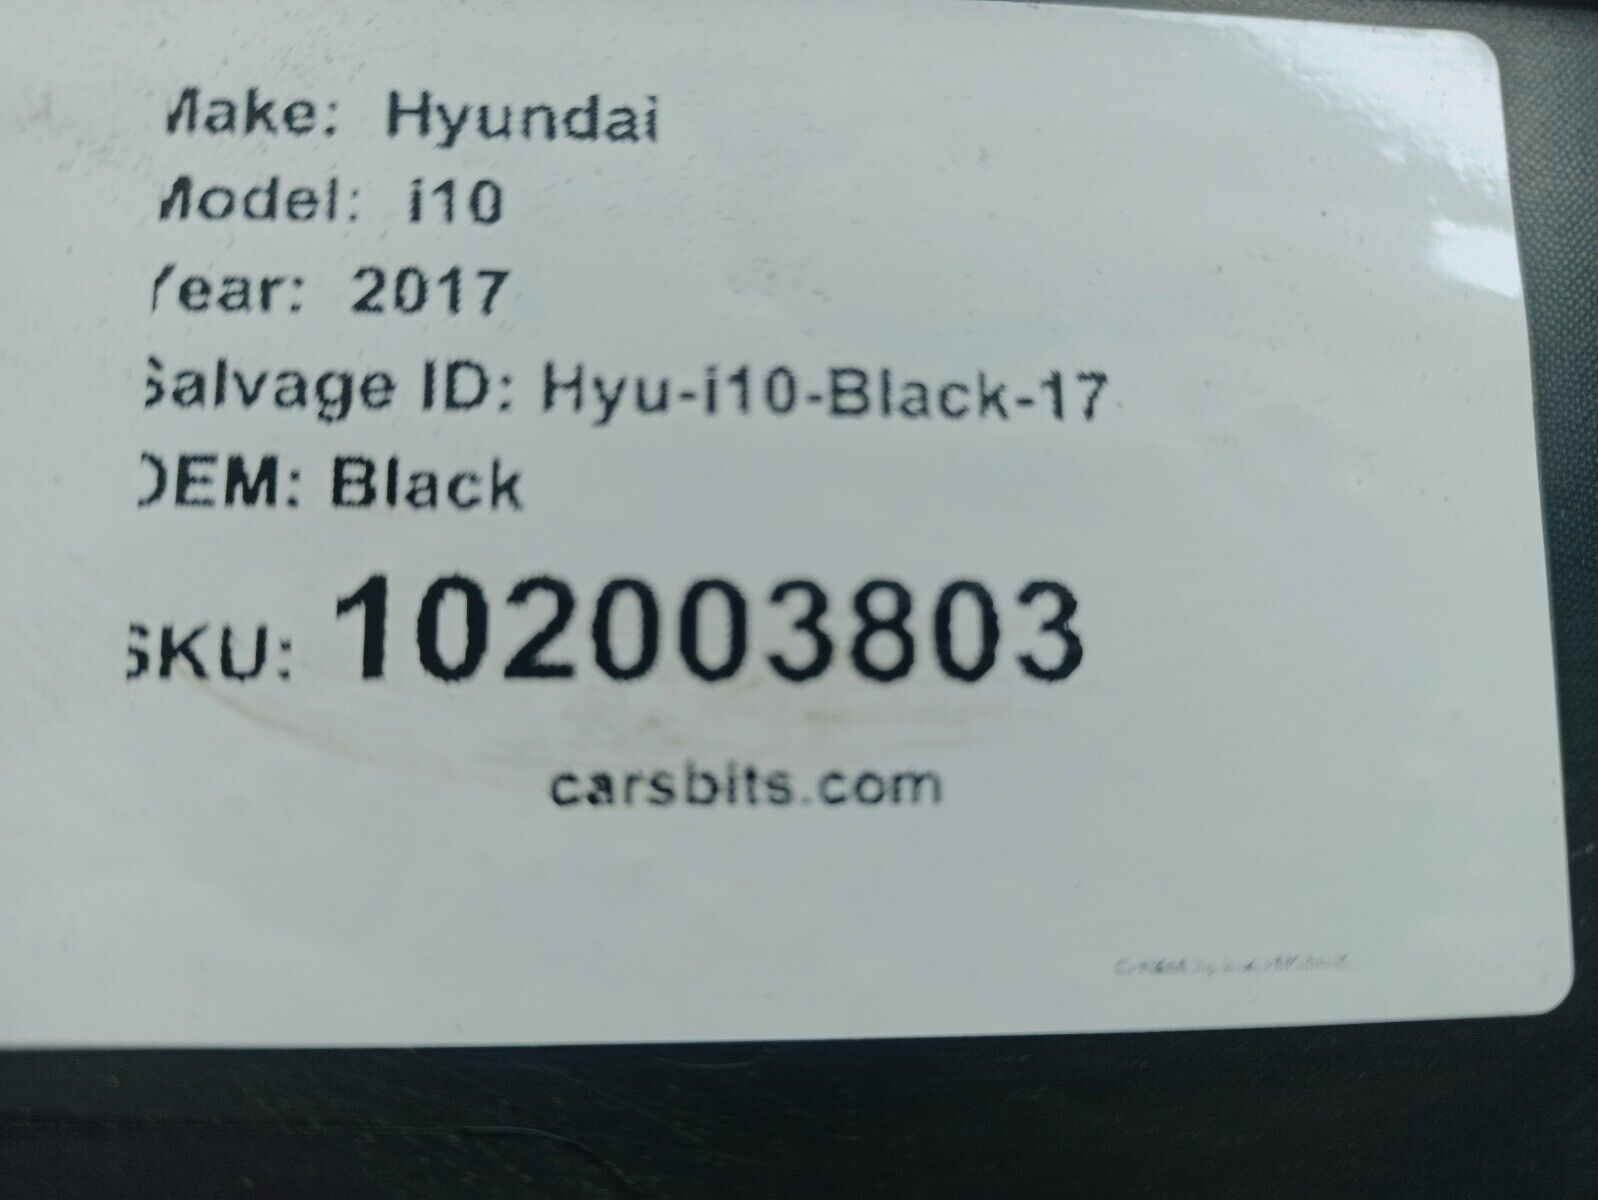 Make: Hyundai
Model: i10
Year: 2017
Salvage ID: Hyu-i10-Black-17
OEM: Black
SKU: 102003803
carsbits.com